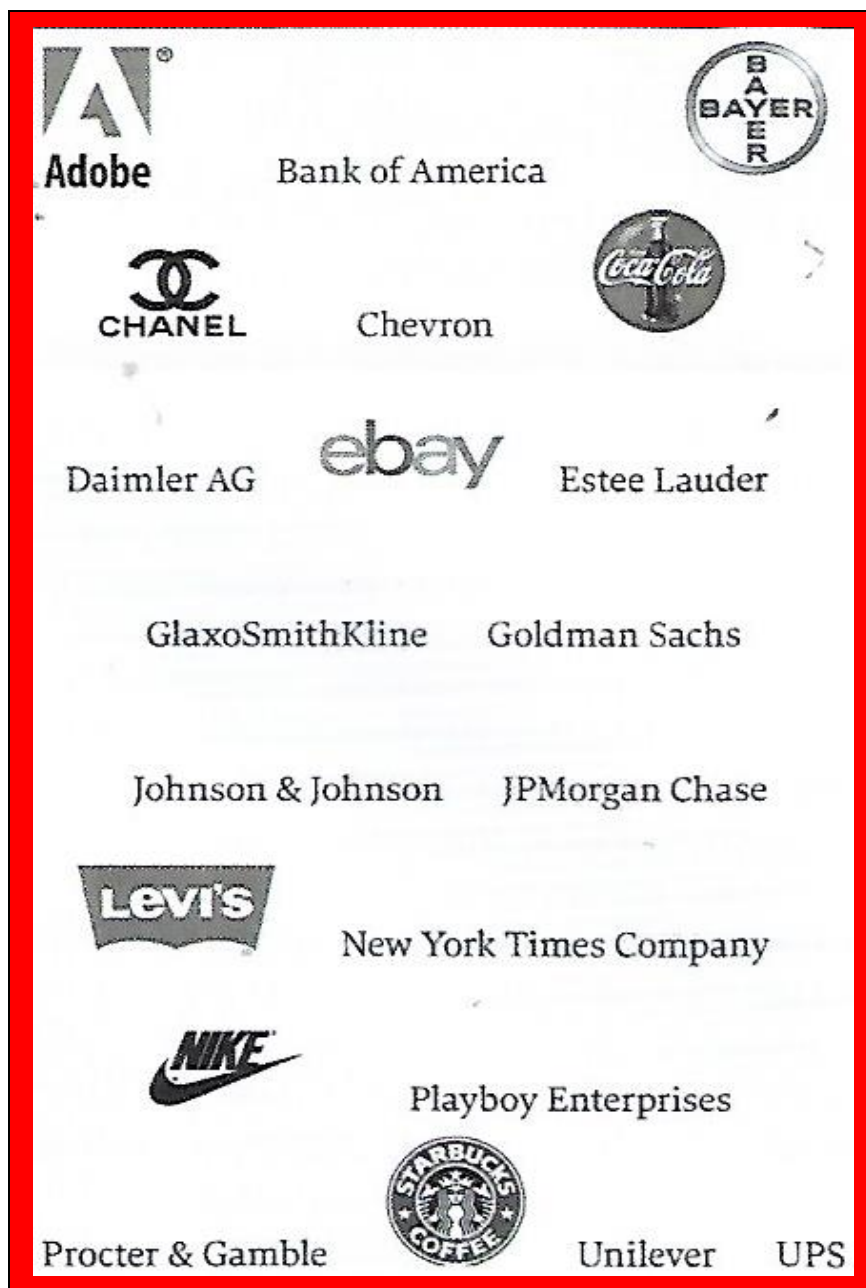 ® BAYER
Adobe Bank of America BAYER
Coca-Cola
CHANEL Chevron
ebay
Daimler AG Estee Lauder
GlaxoSmithKline Goldman Sachs
Johnson & Johnson JPMorgan Chase
LEVI'S
New York Times Company
NIKE
Playboy Enterprises
STARBUCKS
COFFEE
Procter & Gamble Unilever UPS